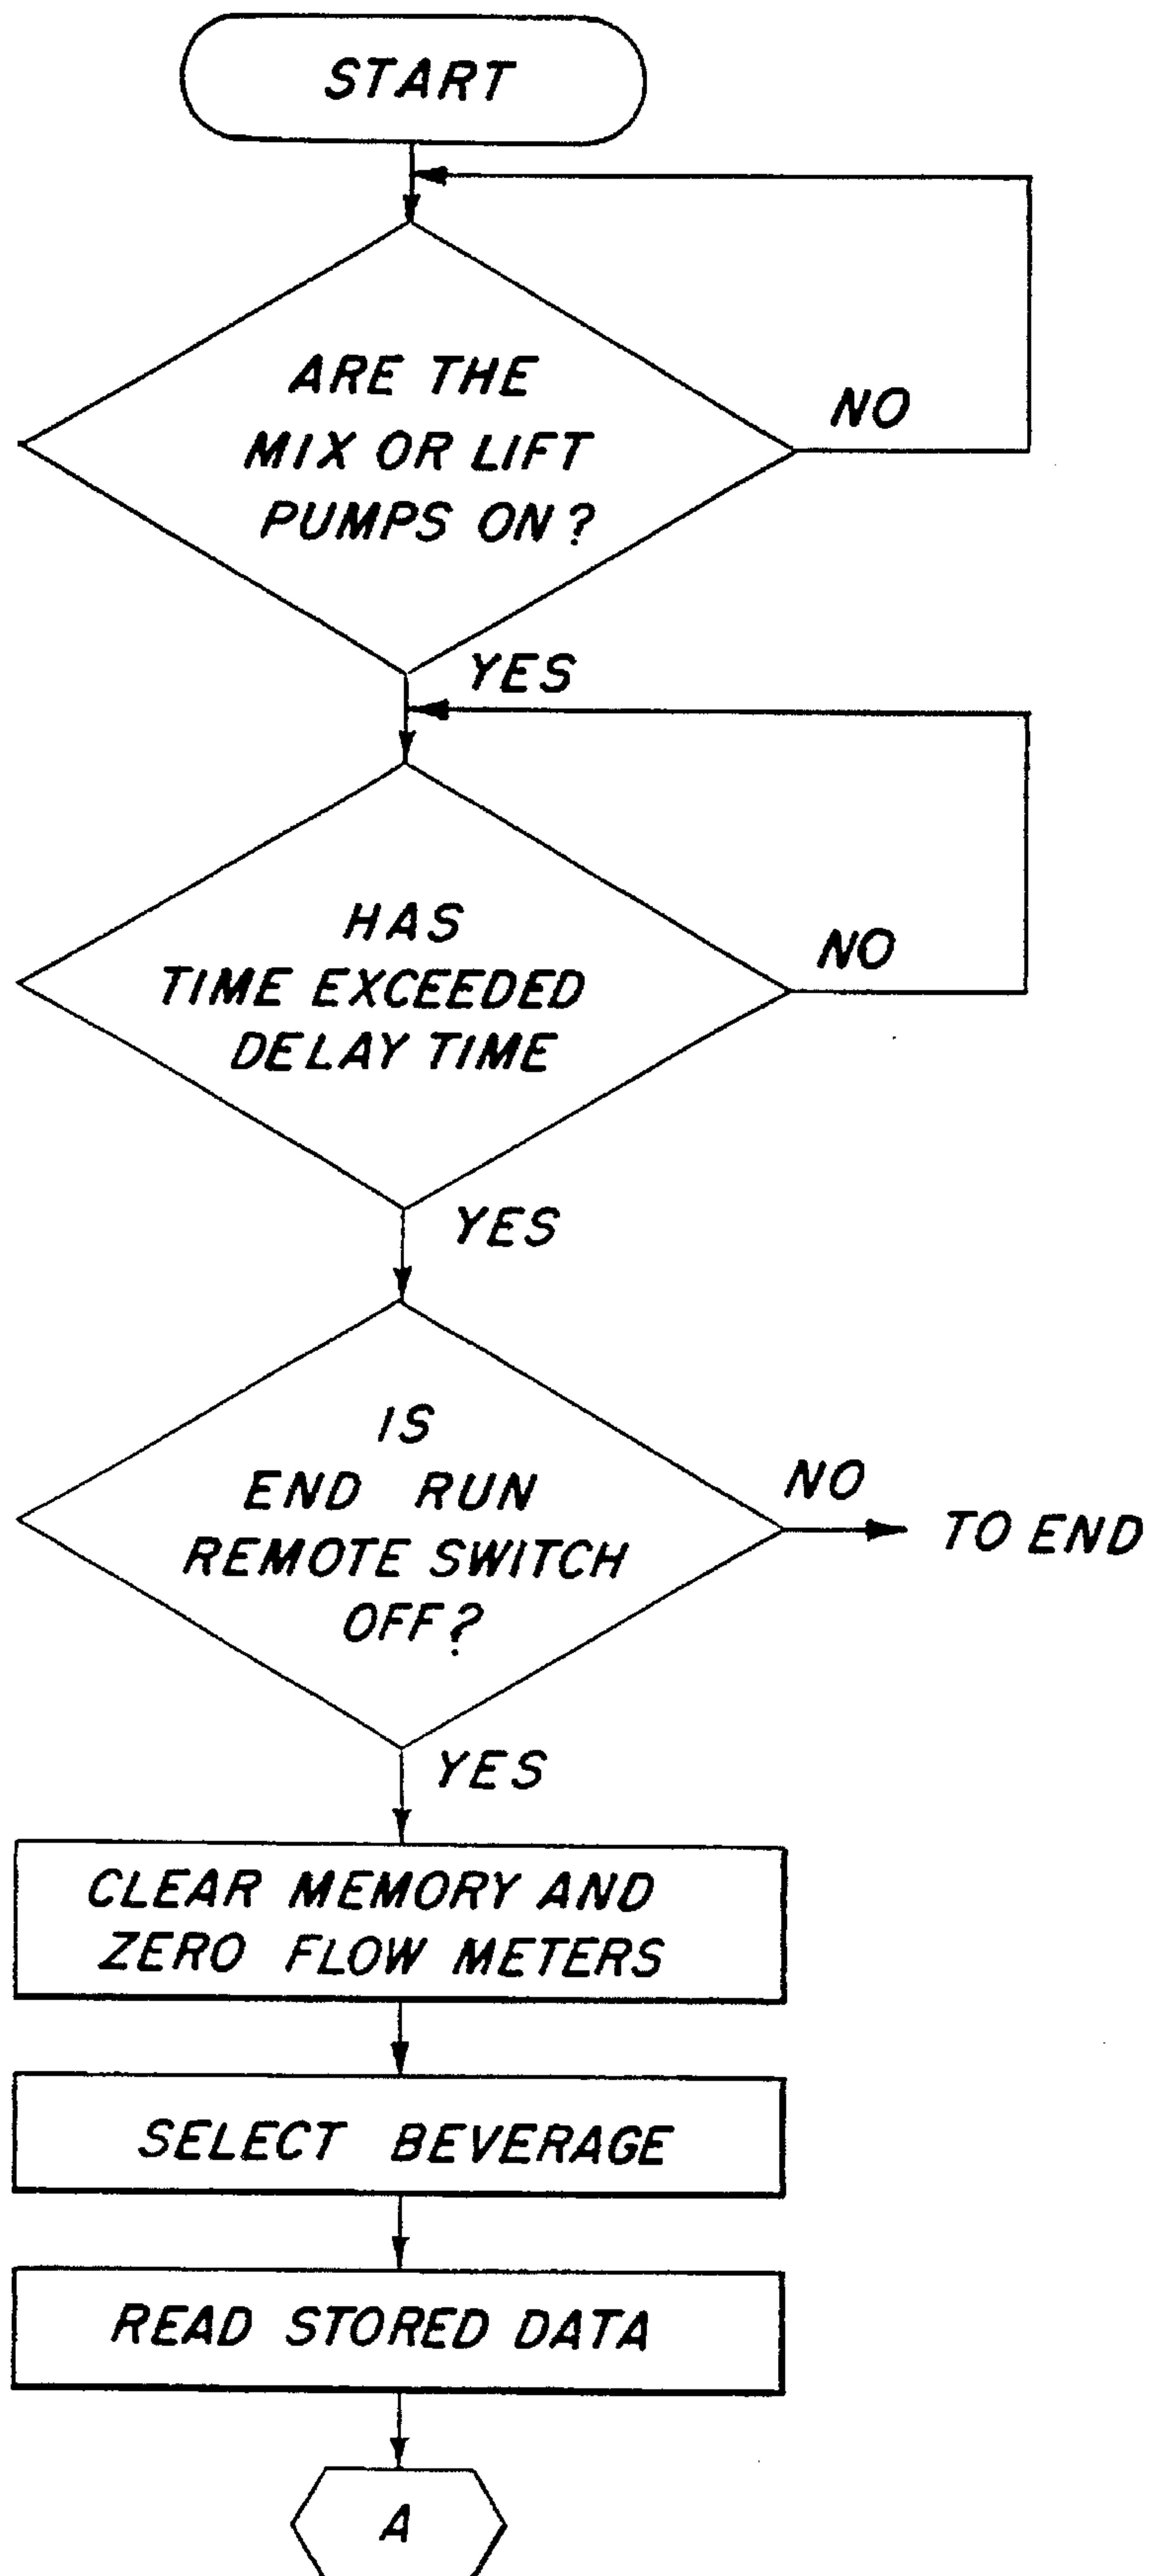 START
ARE THE
MIX OR LIFT
PUMPS ON?
NO
YES
HAS
TIME EXCEEDED
DELAY TIME
NO
YES
IS
END RUN
REMOTE SWITCH
OFF?
NO
TO END
YES
CLEAR MEMORY AND
ZERO FLOW METERS
SELECT BEVERAGE
READ STORED DATA
A